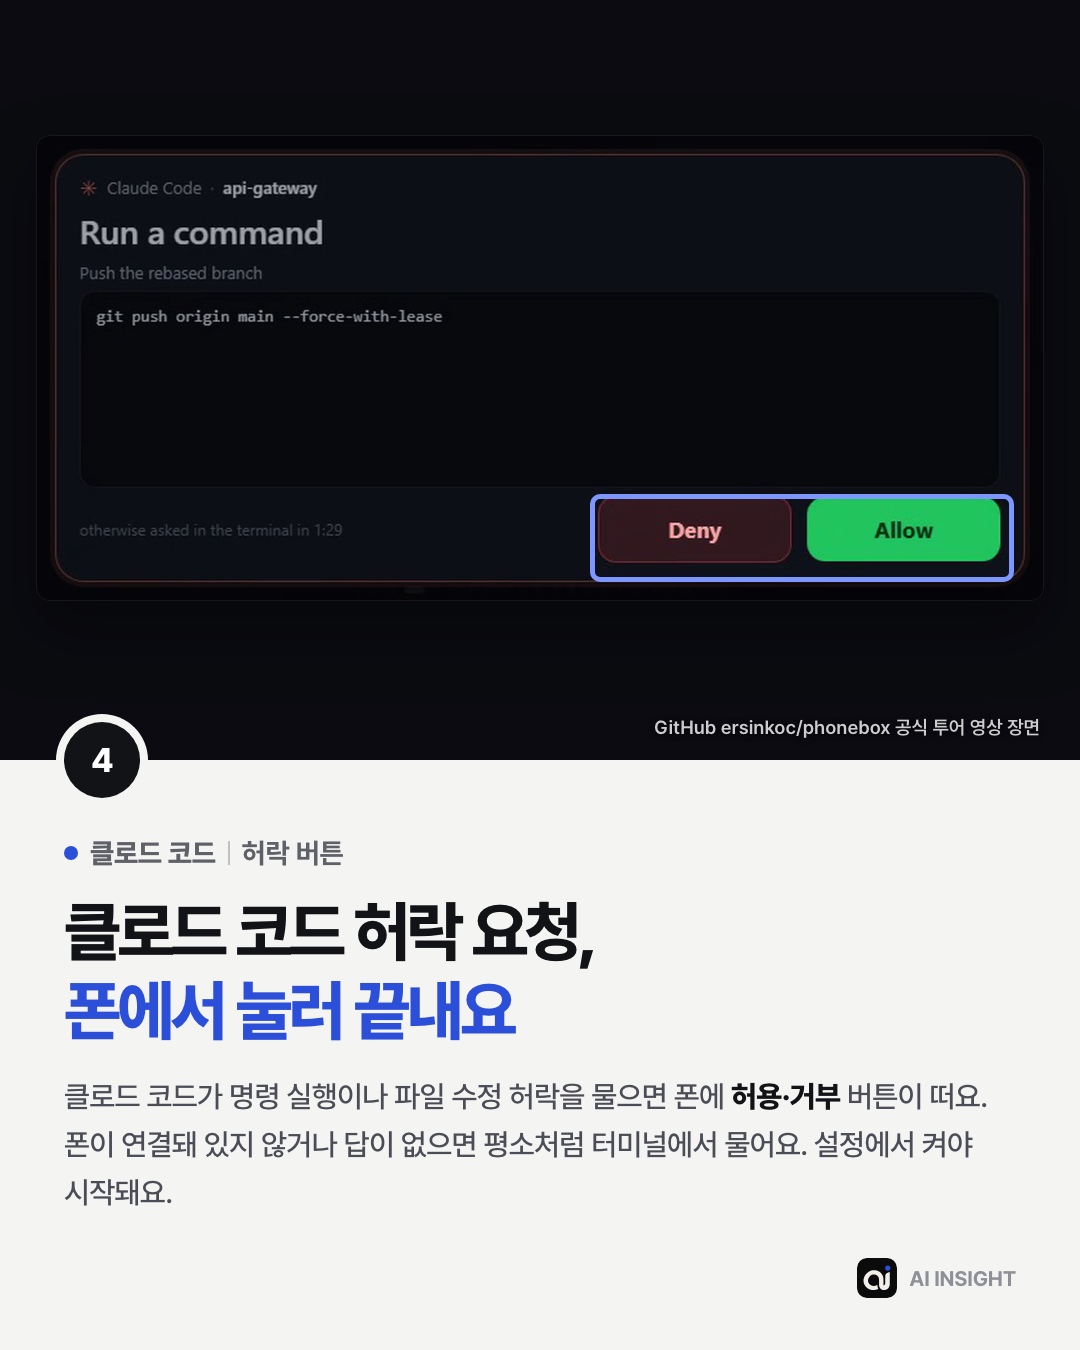 Claude Code · api-gateway
Run a command
Push the rebased branch
git push origin main --force-with-lease
otherwise asked in the terminal in 1:29
Deny
Allow
GitHub ersinkoc/phonebox 공식 투어 영상 장면
4
클로드 코드 | 허락 버튼
클로드 코드 허락 요청,
폰에서 눌러 끝내요
클로드 코드가 명령 실행이나 파일 수정 허락을 물으면 폰에 허용·거부 버튼이 떠요.
폰이 연결돼 있지 않거나 답이 없으면 평소처럼 터미널에서 물어요. 설정에서 켜야
시작돼요.
ai AI INSIGHT